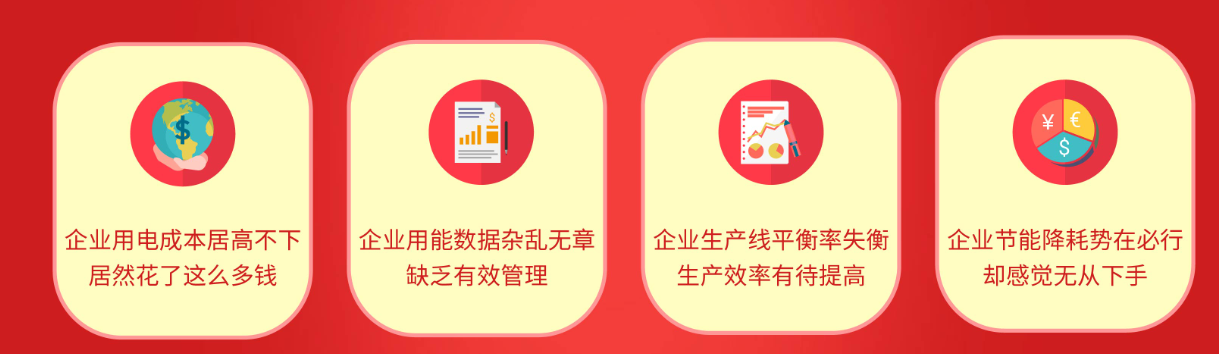 企业用电成本居高不下
居然花了这么多钱
企业用能数据杂乱无章
缺乏有效管理
企业生产线平衡率失衡
生产效率有待提高
企业节能降耗势在必行
却感觉无从下手
$
$
¥
€
$